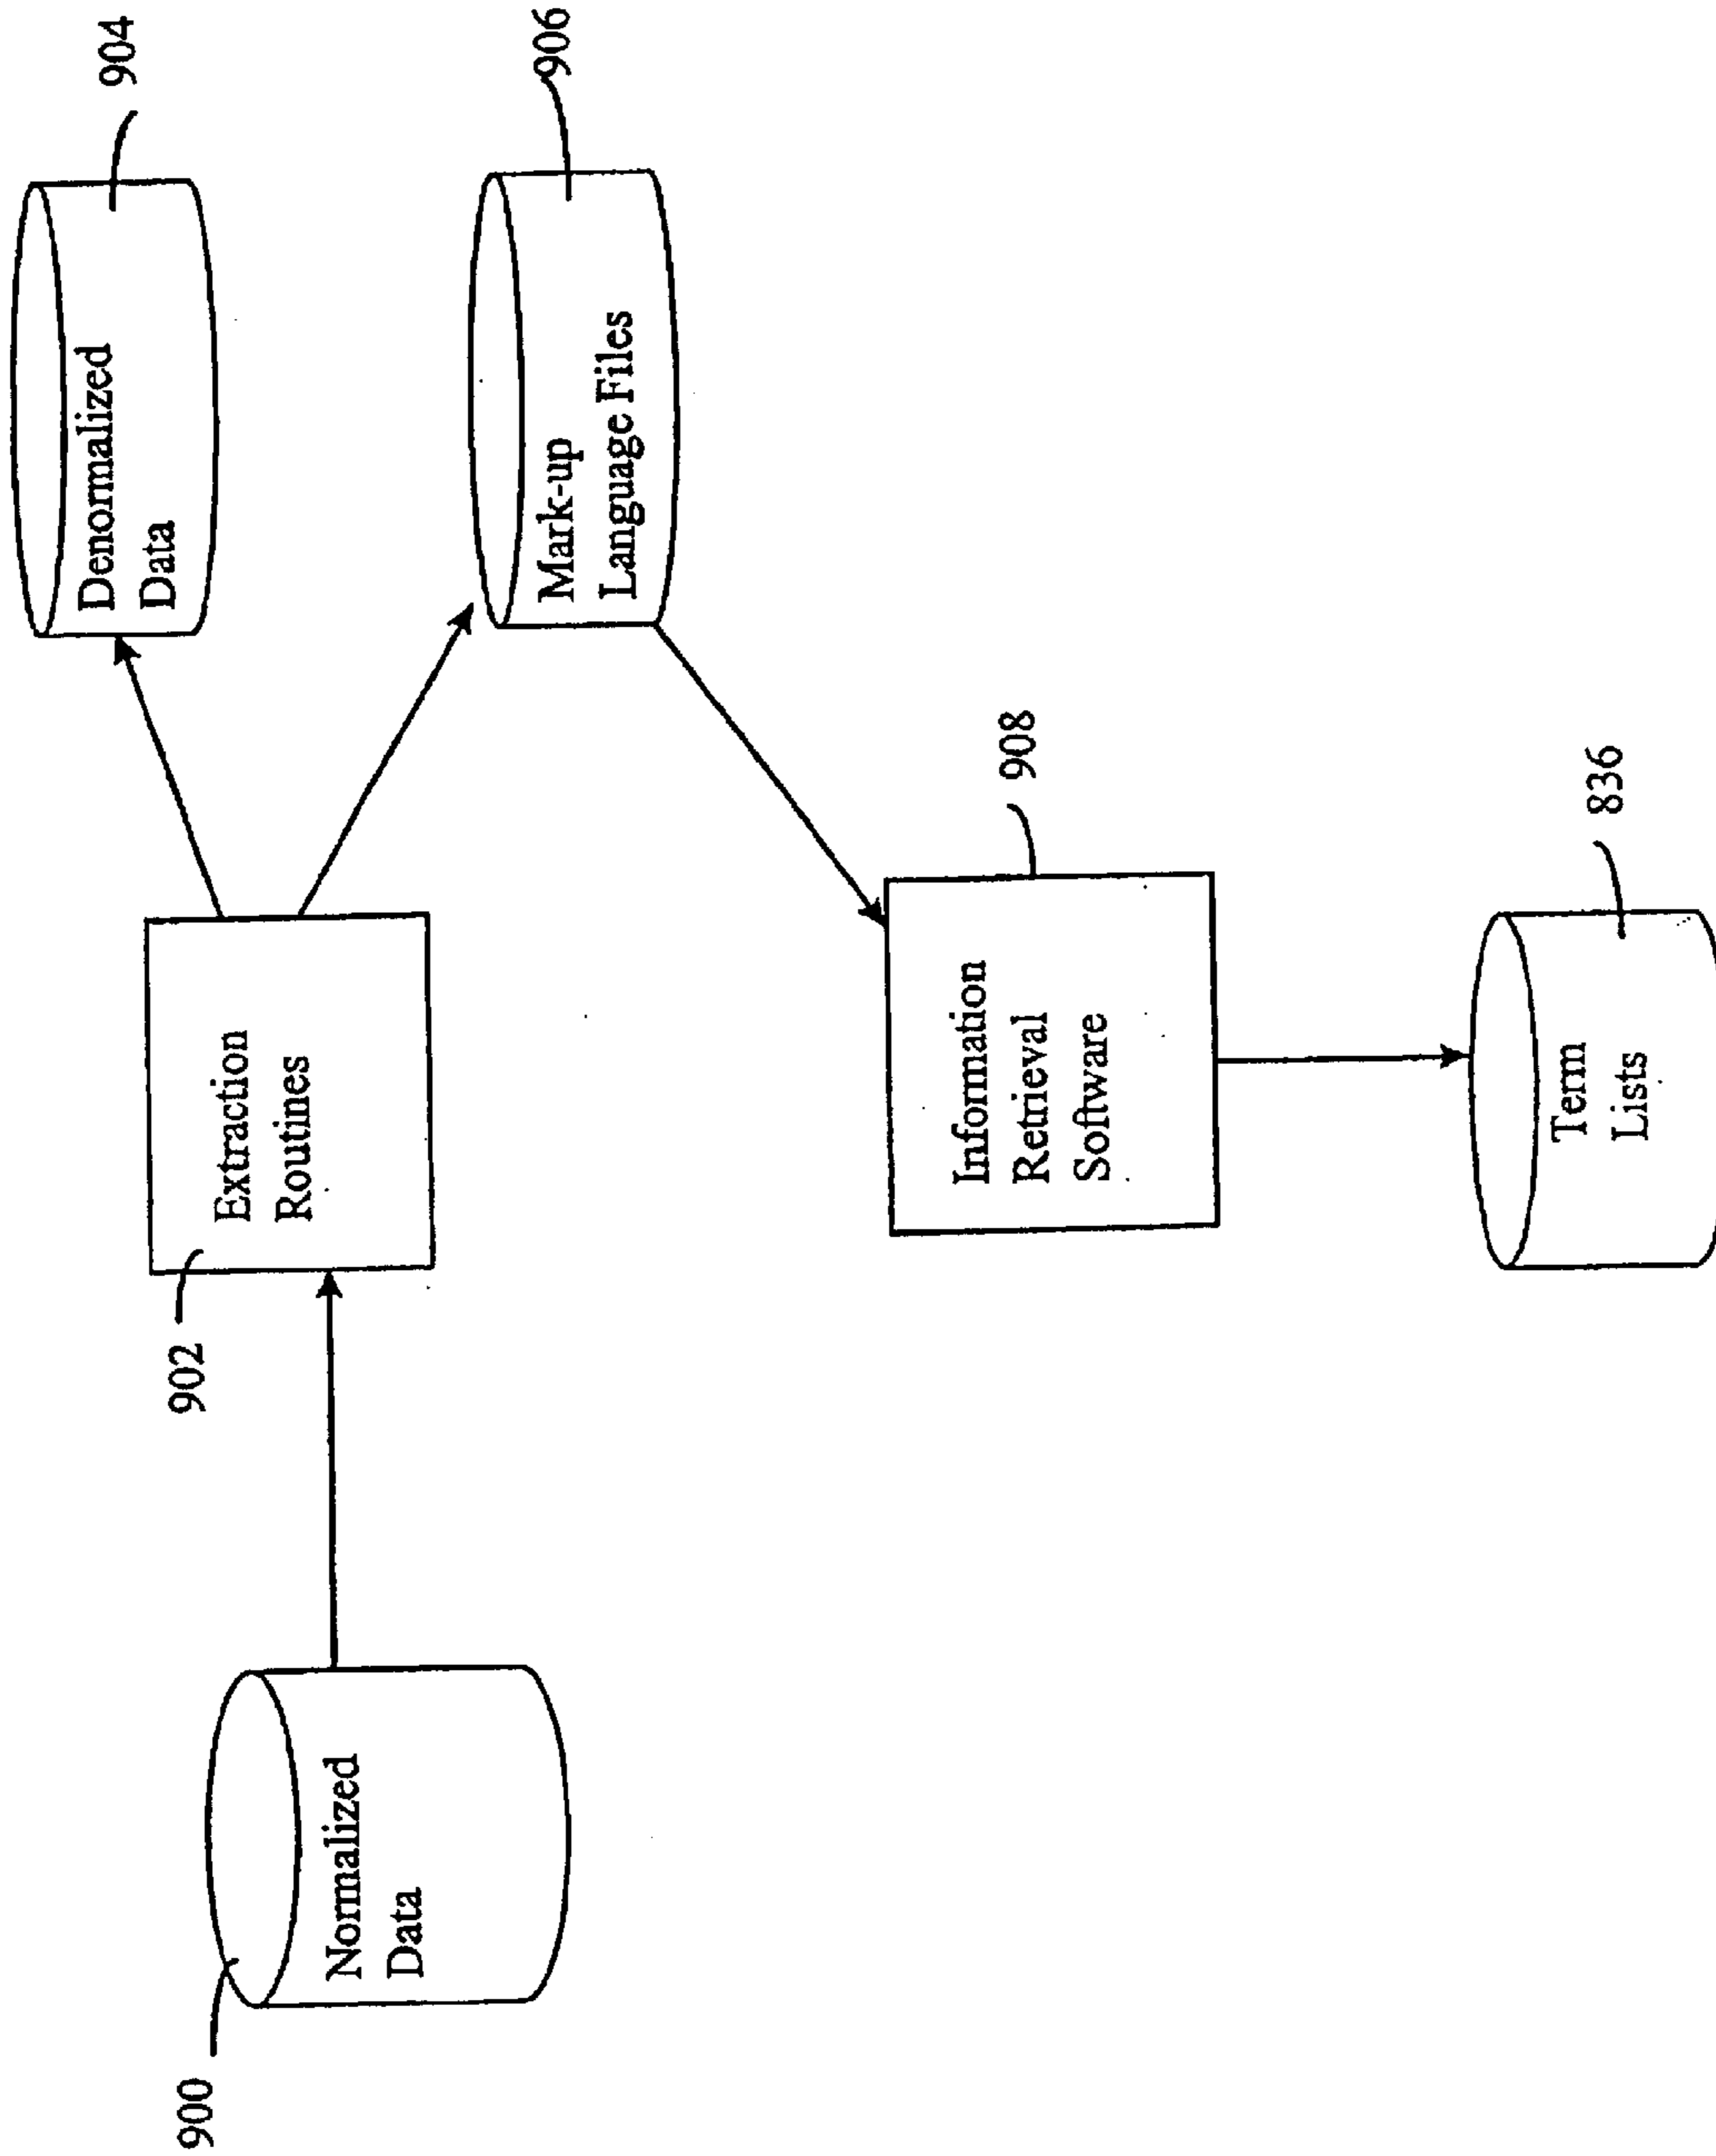 904
Denormalized
Data
906
Mark-up
Language Files
902
Extraction
Routines
900
Normalized
Data
908
Information
Retrieval
Software
836
Term
Lists